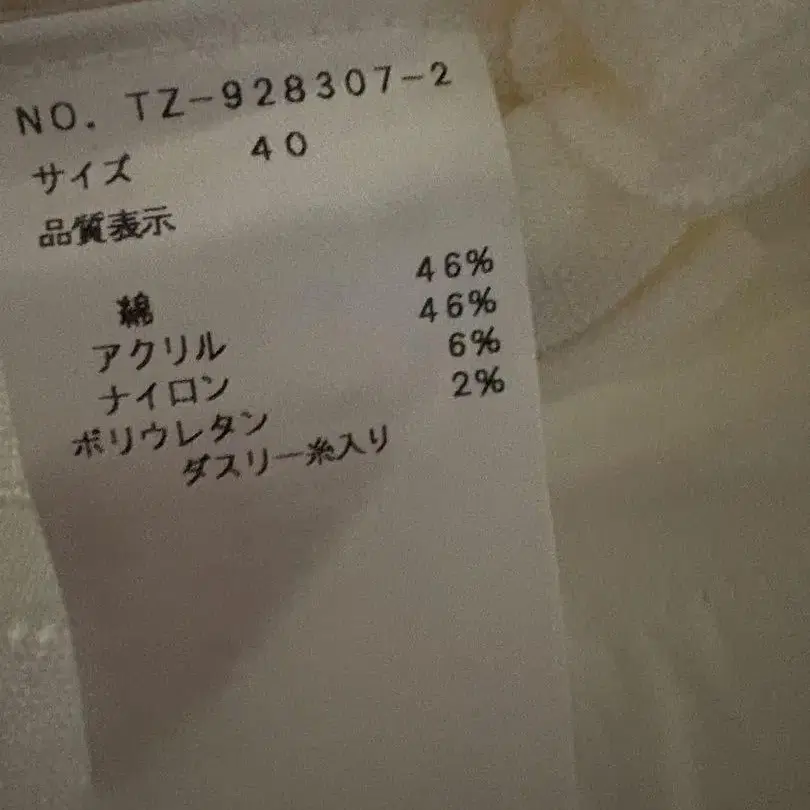 NO. TZ-928307-2
サイズ 40
品質表示
綿 46%
アクリル 46%
ナイロン 6%
ポリウレタン 2%
ダスリー糸入り